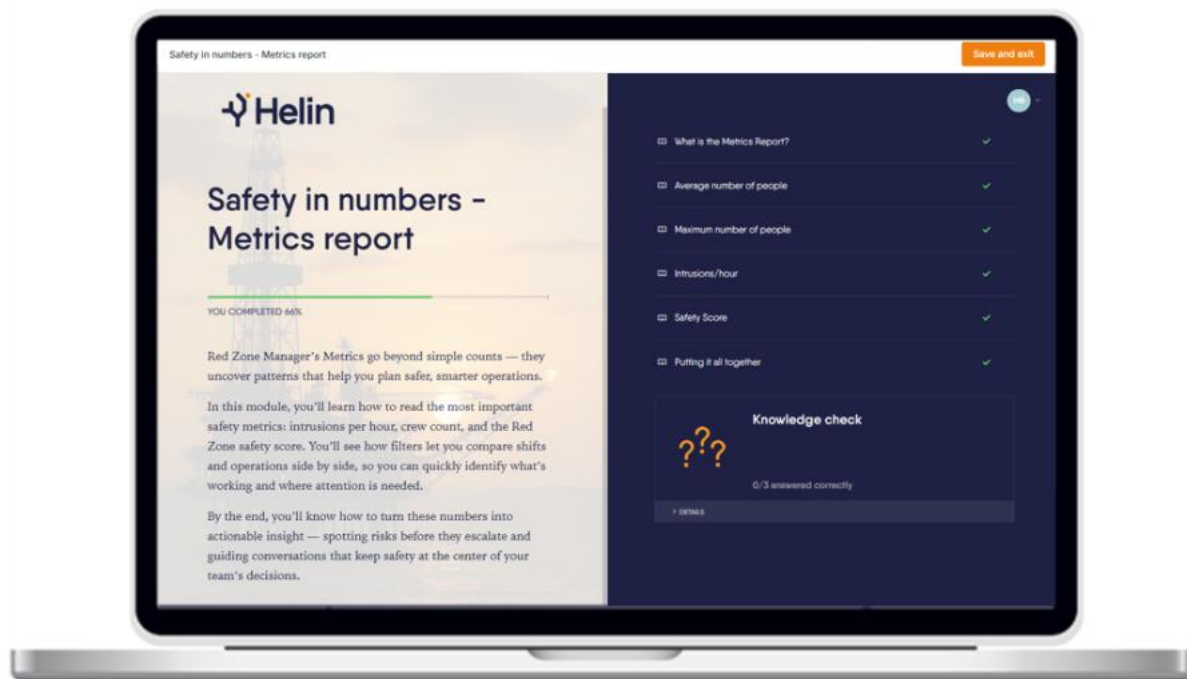 Safety in numbers - Metrics report
Save and exit
Helin
Safety in numbers -
Metrics report
YOU COMPLETED 66%
Red Zone Manager's Metrics go beyond simple counts — they
uncover patterns that help you plan safer, smarter operations.
In this module, you'll learn how to read the most important
safety metrics: intrusions per hour, crew count, and the Red
Zone safety score. You'll see how filters let you compare shifts
and operations side by side, so you can quickly identify what's
working and where attention is needed.
By the end, you'll know how to turn these numbers into
actionable insight — spotting risks before they escalate and
guiding conversations that keep safety at the center of your
team's decisions.
What is the Metrics Report?
Average number of people
Maximum number of people
Intrusions/hour
Safety Score
Putting it all together
Knowledge check
???
0/3 answered correctly
DETAILS